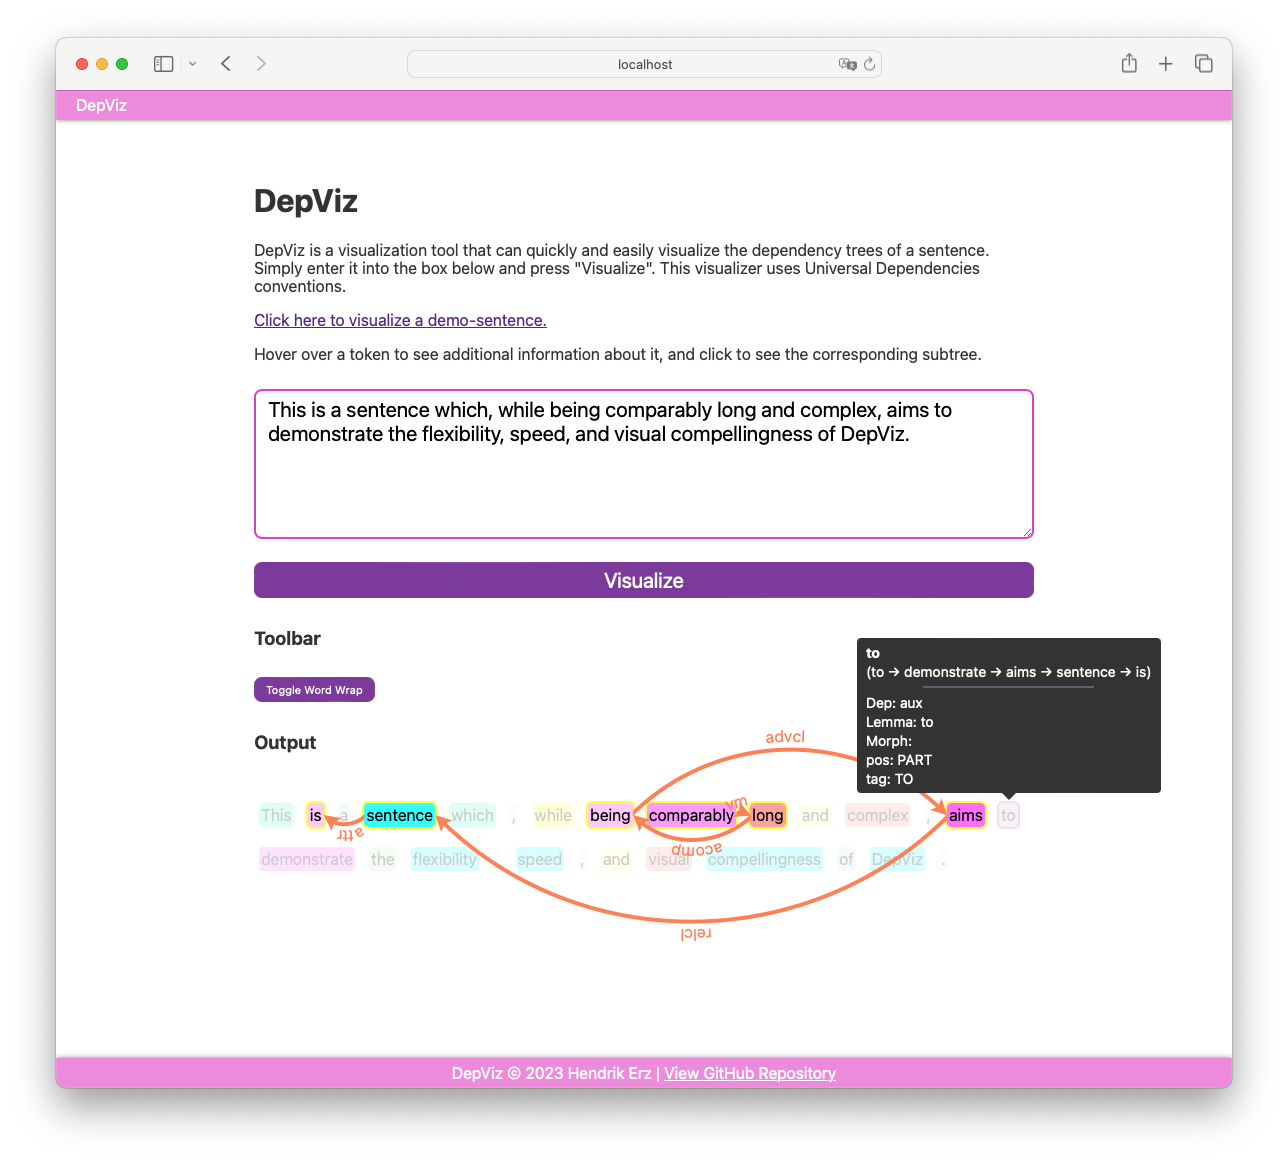 localhost
DepViz
DepViz
DepViz is a visualization tool that can quickly and easily visualize the dependency trees of a sentence.
Simply enter it into the box below and press "Visualize". This visualizer uses Universal Dependencies
conventions.
Click here to visualize a demo-sentence.
Hover over a token to see additional information about it, and click to see the corresponding subtree.
This is a sentence which, while being comparably long and complex, aims to
demonstrate the flexibility, speed, and visual compellingness of DepViz.
Visualize
Toolbar
Toggle Word Wrap
to
(to → demonstrate → aims → sentence → is)
Dep: aux
Lemma: to
Morph:
pos: PART
tag: TO
Output
advcl
This is a sentence which , while being comparably long and complex , aims to
attr
acomp
demonstrate the flexibility speed , and visual compellingness of DepViz .
relcl
DepViz © 2023 Hendrik Erz | View GitHub Repository